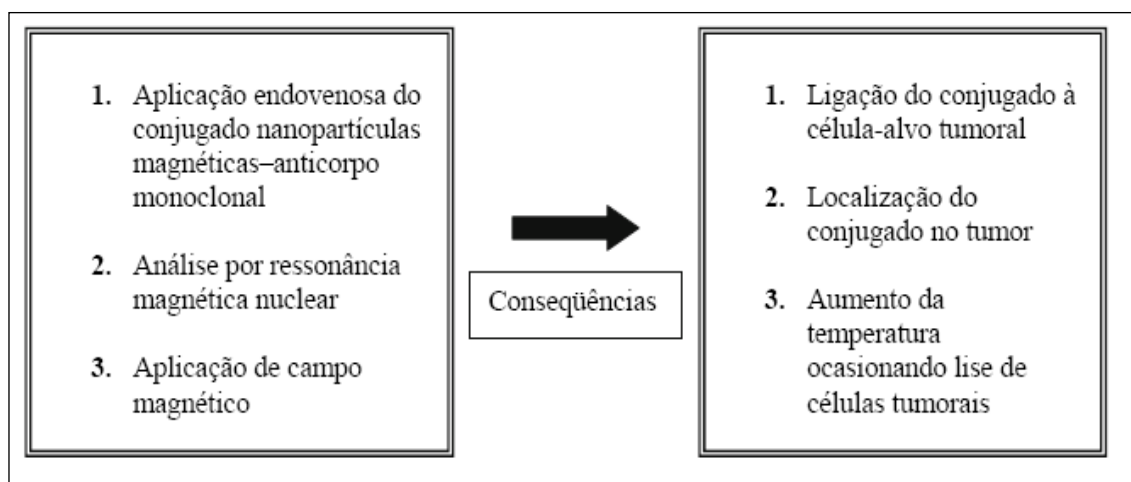 1. Aplicação endovenosa do
conjugado nanopartículas
magnéticas–anticorpo
monoclonal
2. Análise por ressonância
magnética nuclear
3. Aplicação de campo
magnético
Conseqüências
1. Ligação do conjugado à
célula-alvo tumoral
2. Localização do
conjugado no tumor
3. Aumento da
temperatura
ocasionando lise de
células tumorais